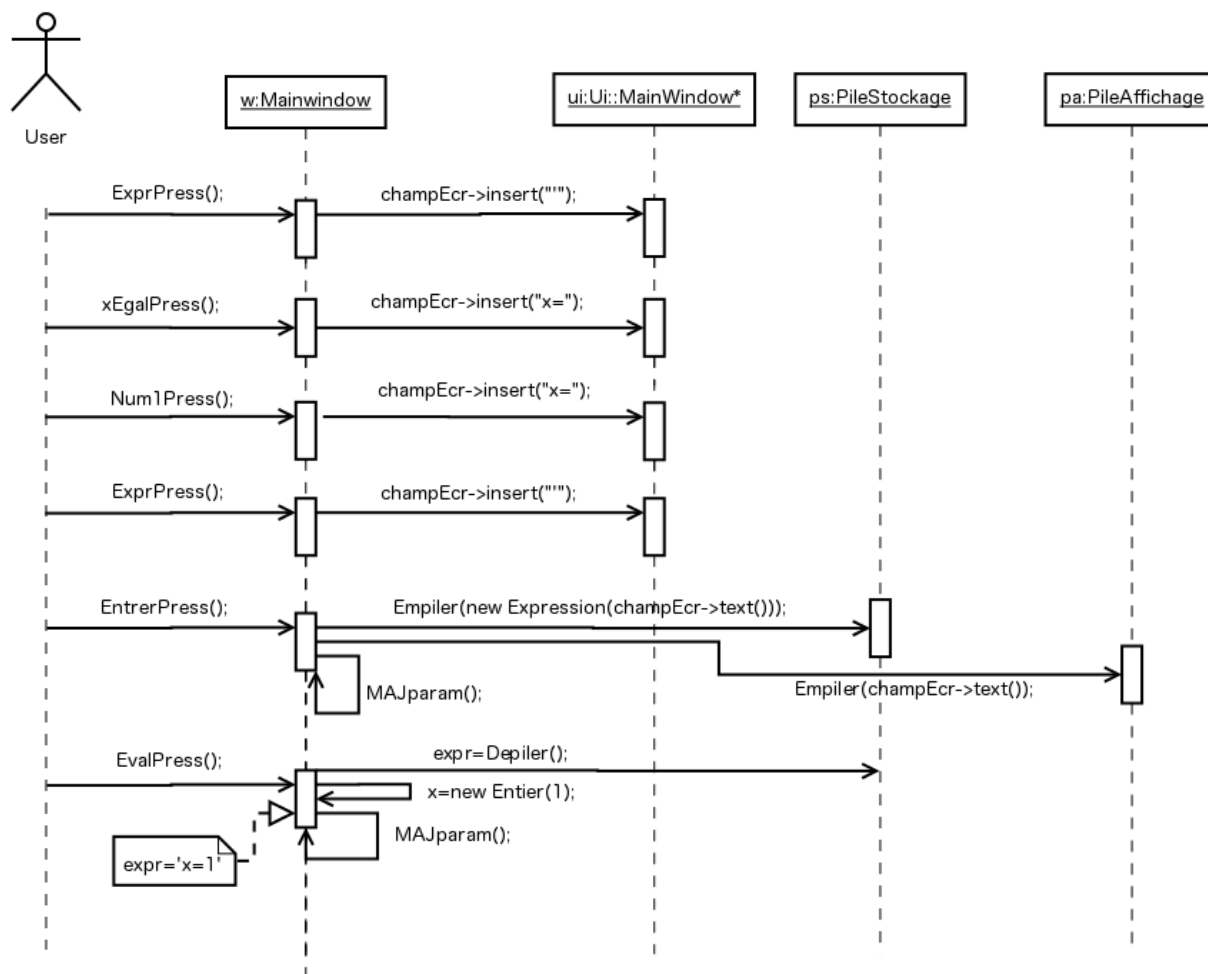 User
w:Mainwindow
ui:Ui::MainWindow*
ps:PileStockage
pa:PileAffichage
ExprPress();
champEcr->insert("'");
xEgalPress();
champEcr->insert("x=");
Num1Press();
champEcr->insert("x=");
ExprPress();
champEcr->insert("'");
EntrerPress();
Empiler(new Expression(champEcr->text()));
MAJparam();
Empiler(champEcr->text());
EvalPress();
expr=Depiler();
x=new Entier(1);
MAJparam();
expr='x=1'